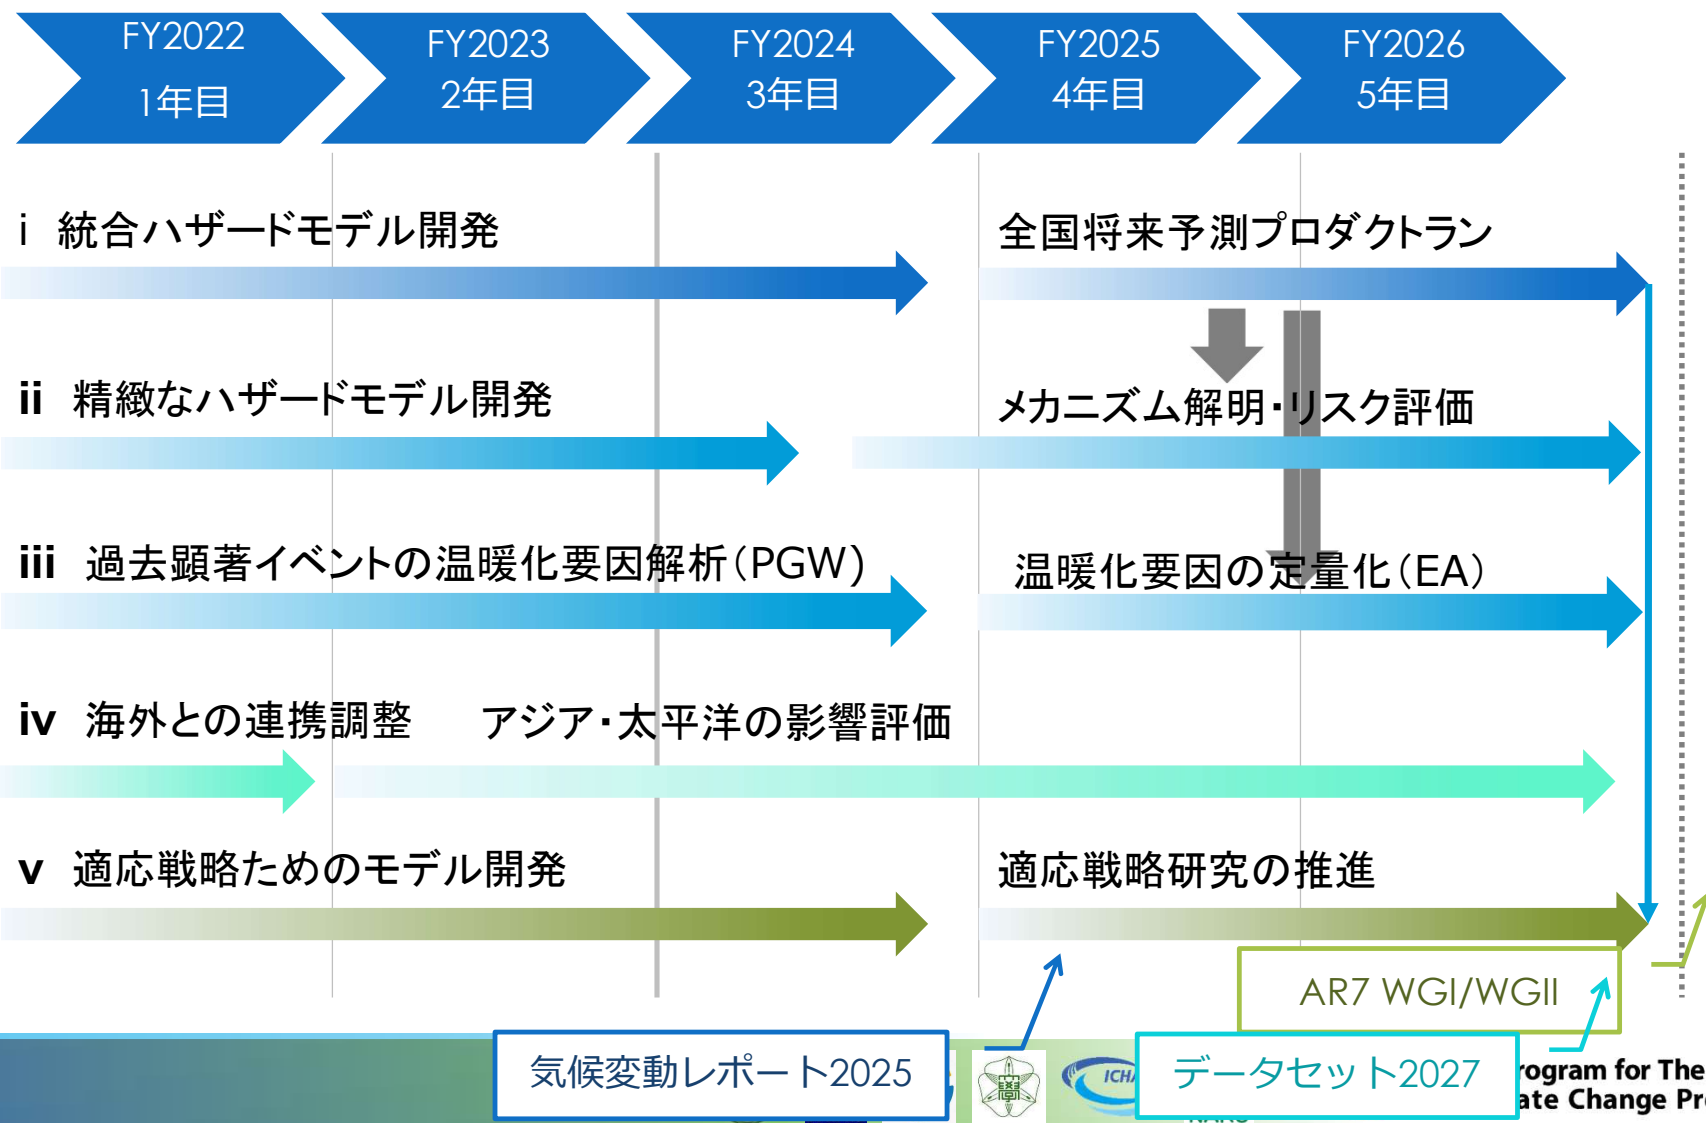 FY2022
1年目
FY2023
2年目
FY2024
3年目
FY2025
4年目
FY2026
5年目
i 統合ハザードモデル開発
全国将来予測プロダクトラン
ii 精緻なハザードモデル開発
メカニズム解明・リスク評価
iii 過去顕著イベントの温暖化要因解析（PGW）
温暖化要因の定量化（EA）
iv 海外との連携調整 アジア・太平洋の影響評価
v 適応戦略ためのモデル開発
適応戦略研究の推進
AR7 WGI/WGII
気候変動レポート2025
データセット2027
for The
Change